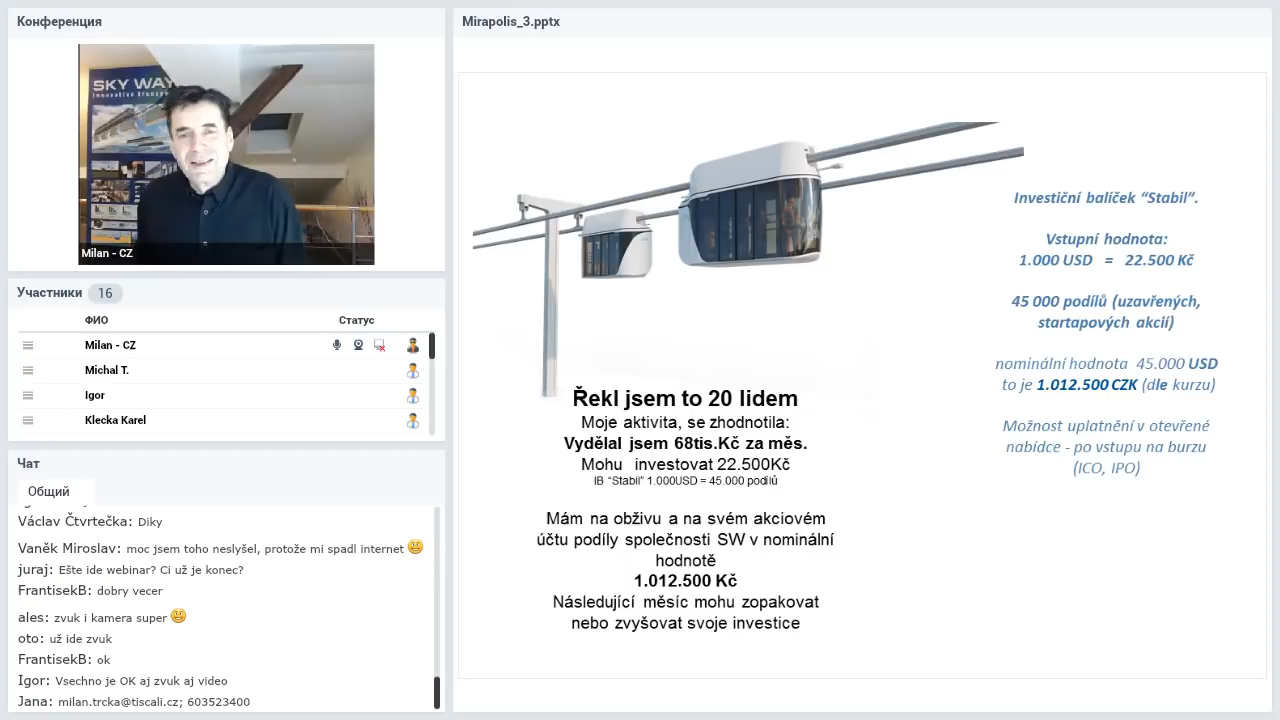 Конференция
SKY WAY
Milan - CZ
Участники 16
ФИО Статус
Milan - CZ
Michal T.
Igor
Klecka Karel
Чат
Общий
Václav Čtvrtečka: Diky
Vaněk Miroslav: moc jsem toho neslyšel, protože mi spadl internet
juraj: Ešte ide webinar? Ci už je konec?
FrantisekB: dobry vecer
ales: zvuk i kamera super
oto: už ide zvuk
FrantisekB: ok
Igor: Vsechno je OK aj zvuk aj video
Jana: milan.trcka@tiscali.cz; 603523400
Mirapolis_3.pptx
Řekl jsem to 20 lidem
Moje aktivita, se zhodnotila:
Vydělal jsem 68tis.Kč za měs.
Mohu investovat 22.500Kč
IB “Stabil” 1.000USD = 45.000 podílů
Mám na obživu a na svém akciovém
účtu podíly společnosti SW v nominální
hodnotě
1.012.500 Kč
Následující měsíc mohu zopakovat
nebo zvyšovat svoje investice
Investiční balíček “Stabil”.
Vstupní hodnota:
1.000 USD = 22.500 Kč
45 000 podílů (uzavřených,
startapových akcií)
nominální hodnota 45.000 USD
to je 1.012.500 CZK (dle kurzu)
Možnost uplatnění v otevřené
nabídce - po vstupu na burzu
(ICO, IPO)